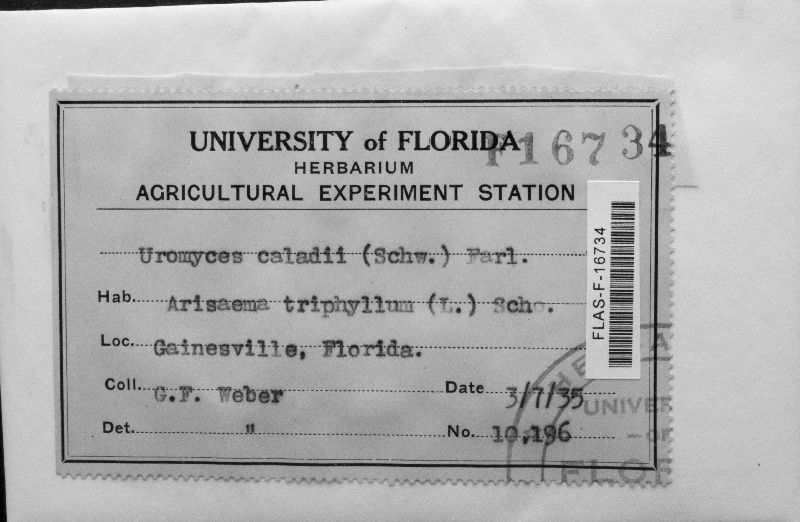 UNIVERSITY of FLORIDA
F16734
HERBARIUM
AGRICULTURAL EXPERIMENT STATION
Uromyces caladii (Schw.) Farl.
Hab. Arisaema triphyllum (L.) Scho.
Loc. Gainesville, Florida.
Coll. G.F. Weber Date 3/7/35
Det. " No. 10,196
FLAS-F-16734